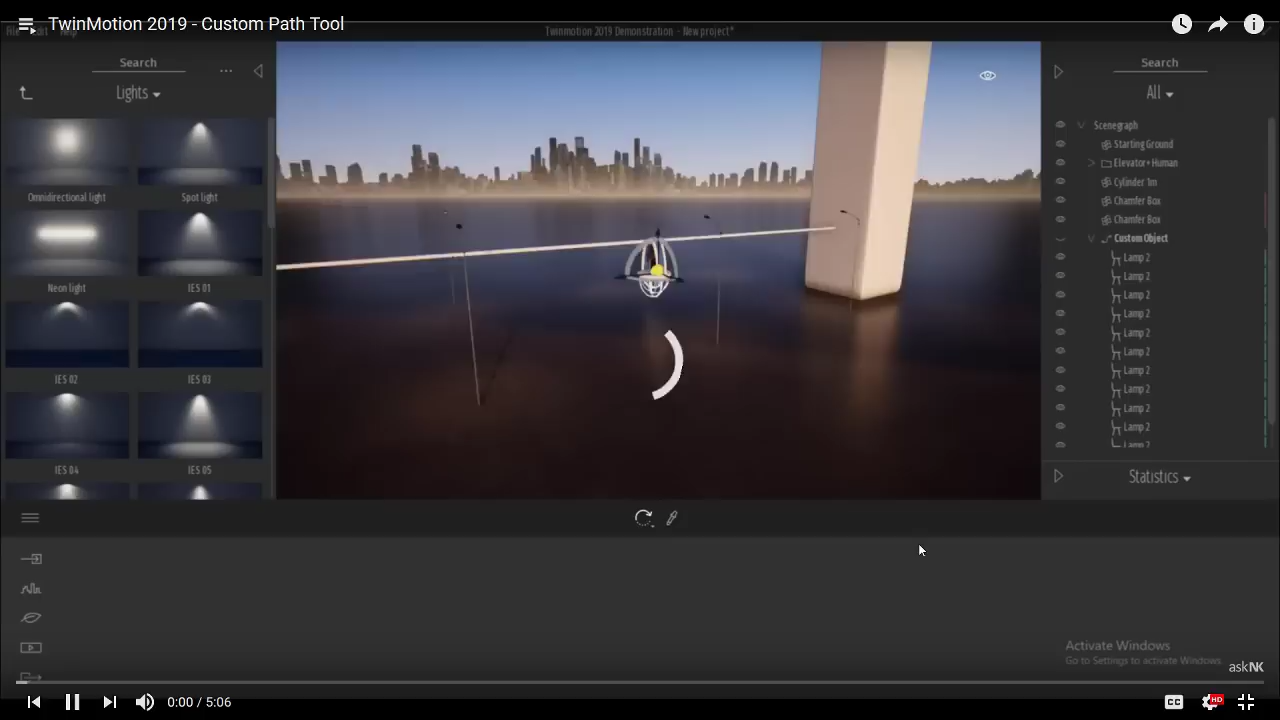 TwinMotion 2019 - Custom Path Tool
Twinmotion 2019 Demonstration - New project*
Search
Lights
Omnidirectional light
Spot light
Neon light
IES 01
IES 02
IES 03
IES 04
IES 05
Search
All
Scenegraph
Starting Ground
Elevator+Human
Cylinder 1m
Chamfer Box
Chamfer Box
Custom Object
Lamp 2
Lamp 2
Lamp 2
Lamp 2
Lamp 2
Lamp 2
Lamp 2
Lamp 2
Lamp 2
Lamp 2
Lamp 2
Statistics
Activate Windows
Go to Settings to activate Windows.
askNK
0:00 / 5:06
CC
HD